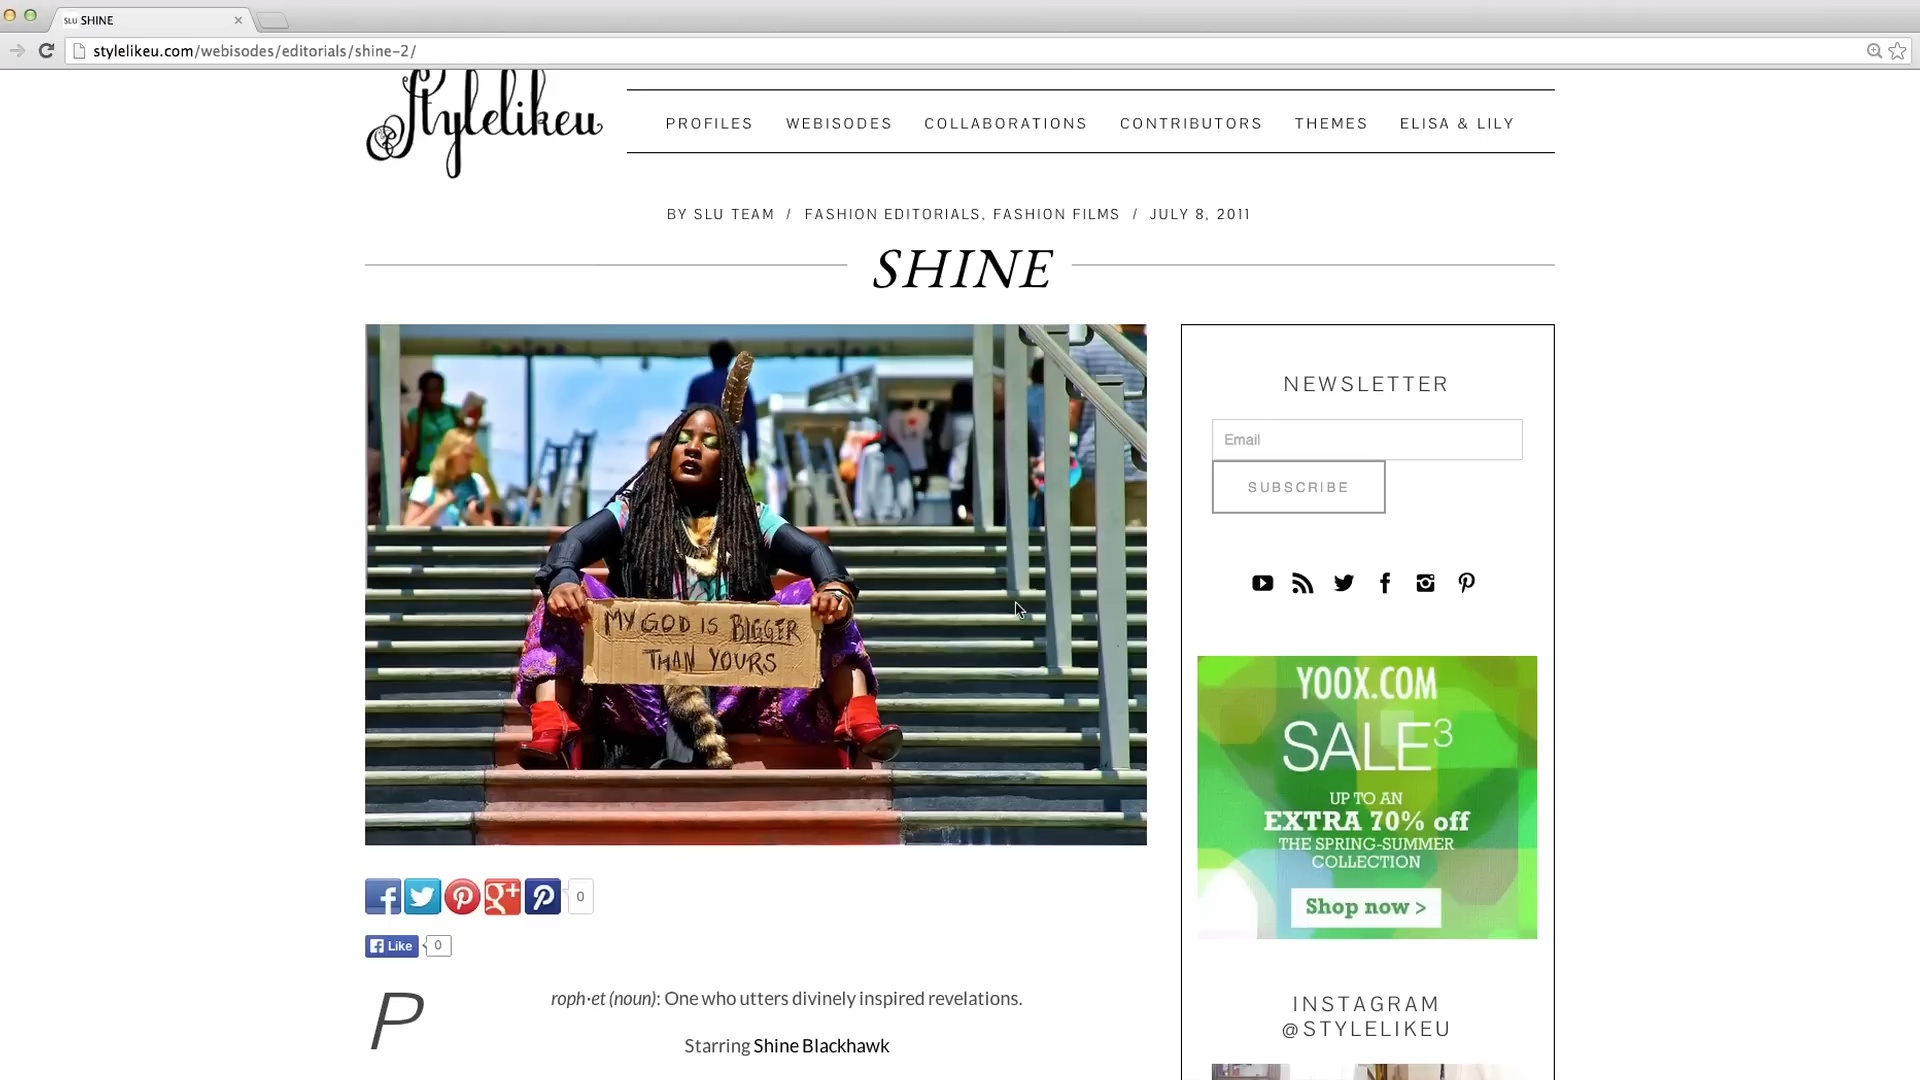 SLU SHINE
stylelikeu.com/webisodes/editorials/shine-2/
Stylelikeu
PROFILES WEBISODES COLLABORATIONS CONTRIBUTORS THEMES ELISA & LILY
BY SLU TEAM / FASHION EDITORIALS, FASHION FILMS / JULY 8, 2011
SHINE
MY GOD IS BIGGER
THAN YOURS
0
Like 0
Proph·et (noun): One who utters divinely inspired revelations.
Starring Shine Blackhawk
NEWSLETTER
Email
SUBSCRIBE
YOOX.COM
SALE3
UP TO AN
EXTRA 70% off
THE SPRING-SUMMER
COLLECTION
Shop now >
INSTAGRAM
@STYLELIKEU